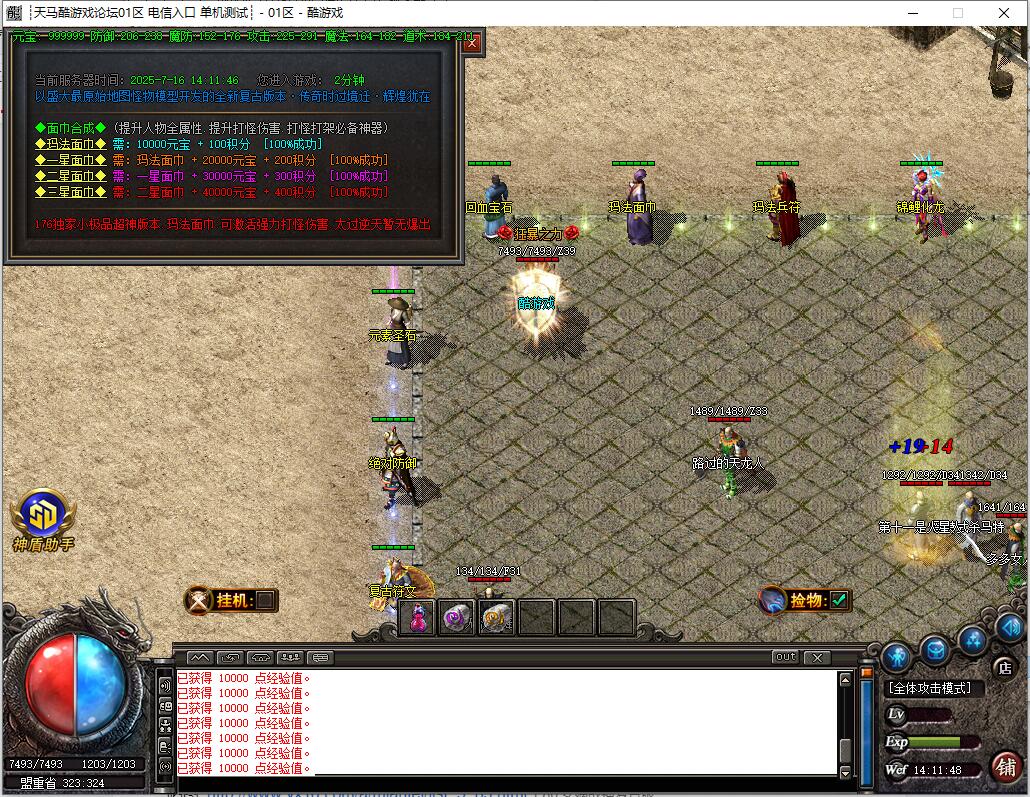 天马酷游戏论坛01区 电信入口 单机测试 - 01区 - 酷游戏
元宝: 999999 防御:206-238 魔防:152-176 攻击:225-291 魔法:164-182 道术:184-211
当前服务器时间: 2025-7-16 14:11.46 您进入游戏: 2分钟
以盛大最原始地图怪物模型开发的全新复古版本·传奇时过境迁·辉煌犹在
◆面巾合成◆ (提升人物全属性.提升打怪伤害 打怪打架必备神器)
◆玛法面巾◆ 需: 10000元宝 + 100积分 [100%成功]
◆一星面巾◆ 需: 玛法面巾 + 20000元宝 + 200积分 [100%成功]
◆二星面巾◆ 需: 一星面巾 + 30000元宝 + 300积分 [100%成功]
◆三星面巾◆ 需: 二星面巾 + 40000元宝 + 400积分 [100%成功]
176独家小极品超神版本 玛法面巾 可激活强力打怪伤害 太过逆天暂无爆出
回血宝石
玛法面巾
玛法兵符
锦鲤化龙
狂暴之力
7493/7493/Z39
酷游戏
元素圣石
1489/1489/Z33
路过的天龙人
+19-14
1292/1292/D341342/D34
绝对防御
1641/164
神盾助手
复古符文
134/134/F31
挂机:
捡物:
OUT
已获得 10000 点经验值。
已获得 10000 点经验值。
已获得 10000 点经验值。
已获得 10000 点经验值。
已获得 10000 点经验值。
已获得 10000 点经验值。
已获得 10000 点经验值。
店
[全体攻击模式]
Lv
Exp
Wcf 14:11:48
铺
7493/7493 1203/1203
盟重省 323:324